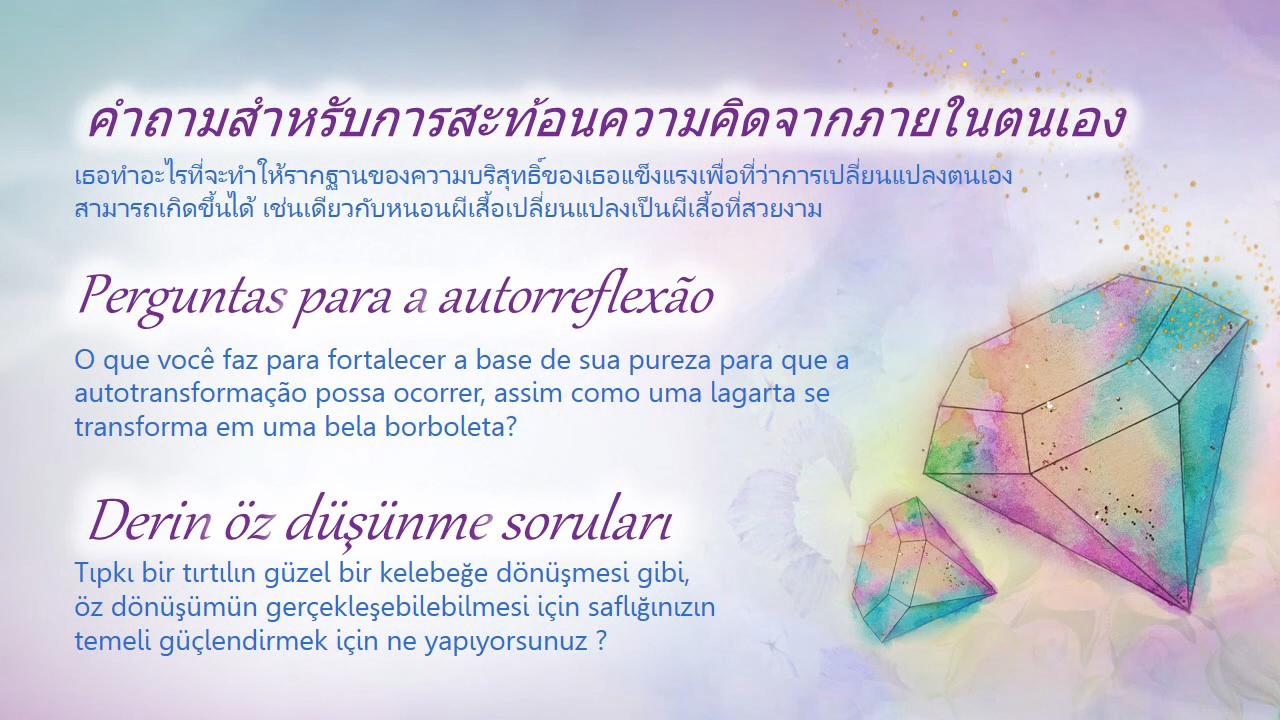 คำถามสำหรับการสะท้อนความคิดจากภายในตนเอง
เธอทำอะไรที่จะทำให้รากฐานของความบริสุทธิ์ของเธอแข็งแรงเพื่อที่ว่าการเปลี่ยนแปลงตนเอง
สามารถเกิดขึ้นได้ เช่นเดียวกับหนอนผีเสื้อเปลี่ยนแปลงเป็นผีเสื้อที่สวยงาม
Perguntas para a autorreflexão
O que você faz para fortalecer a base de sua pureza para que a
autotransformação possa ocorrer, assim como uma lagarta se
transforma em uma bela borboleta?
Derin öz düşünme soruları
Tıpkı bir tırtılın güzel bir kelebeğe dönüşmesi gibi,
öz dönüşümün gerçekleşebilebilmesi için saflığınızın
temeli güçlendirmek için ne yapıyorsunuz ?